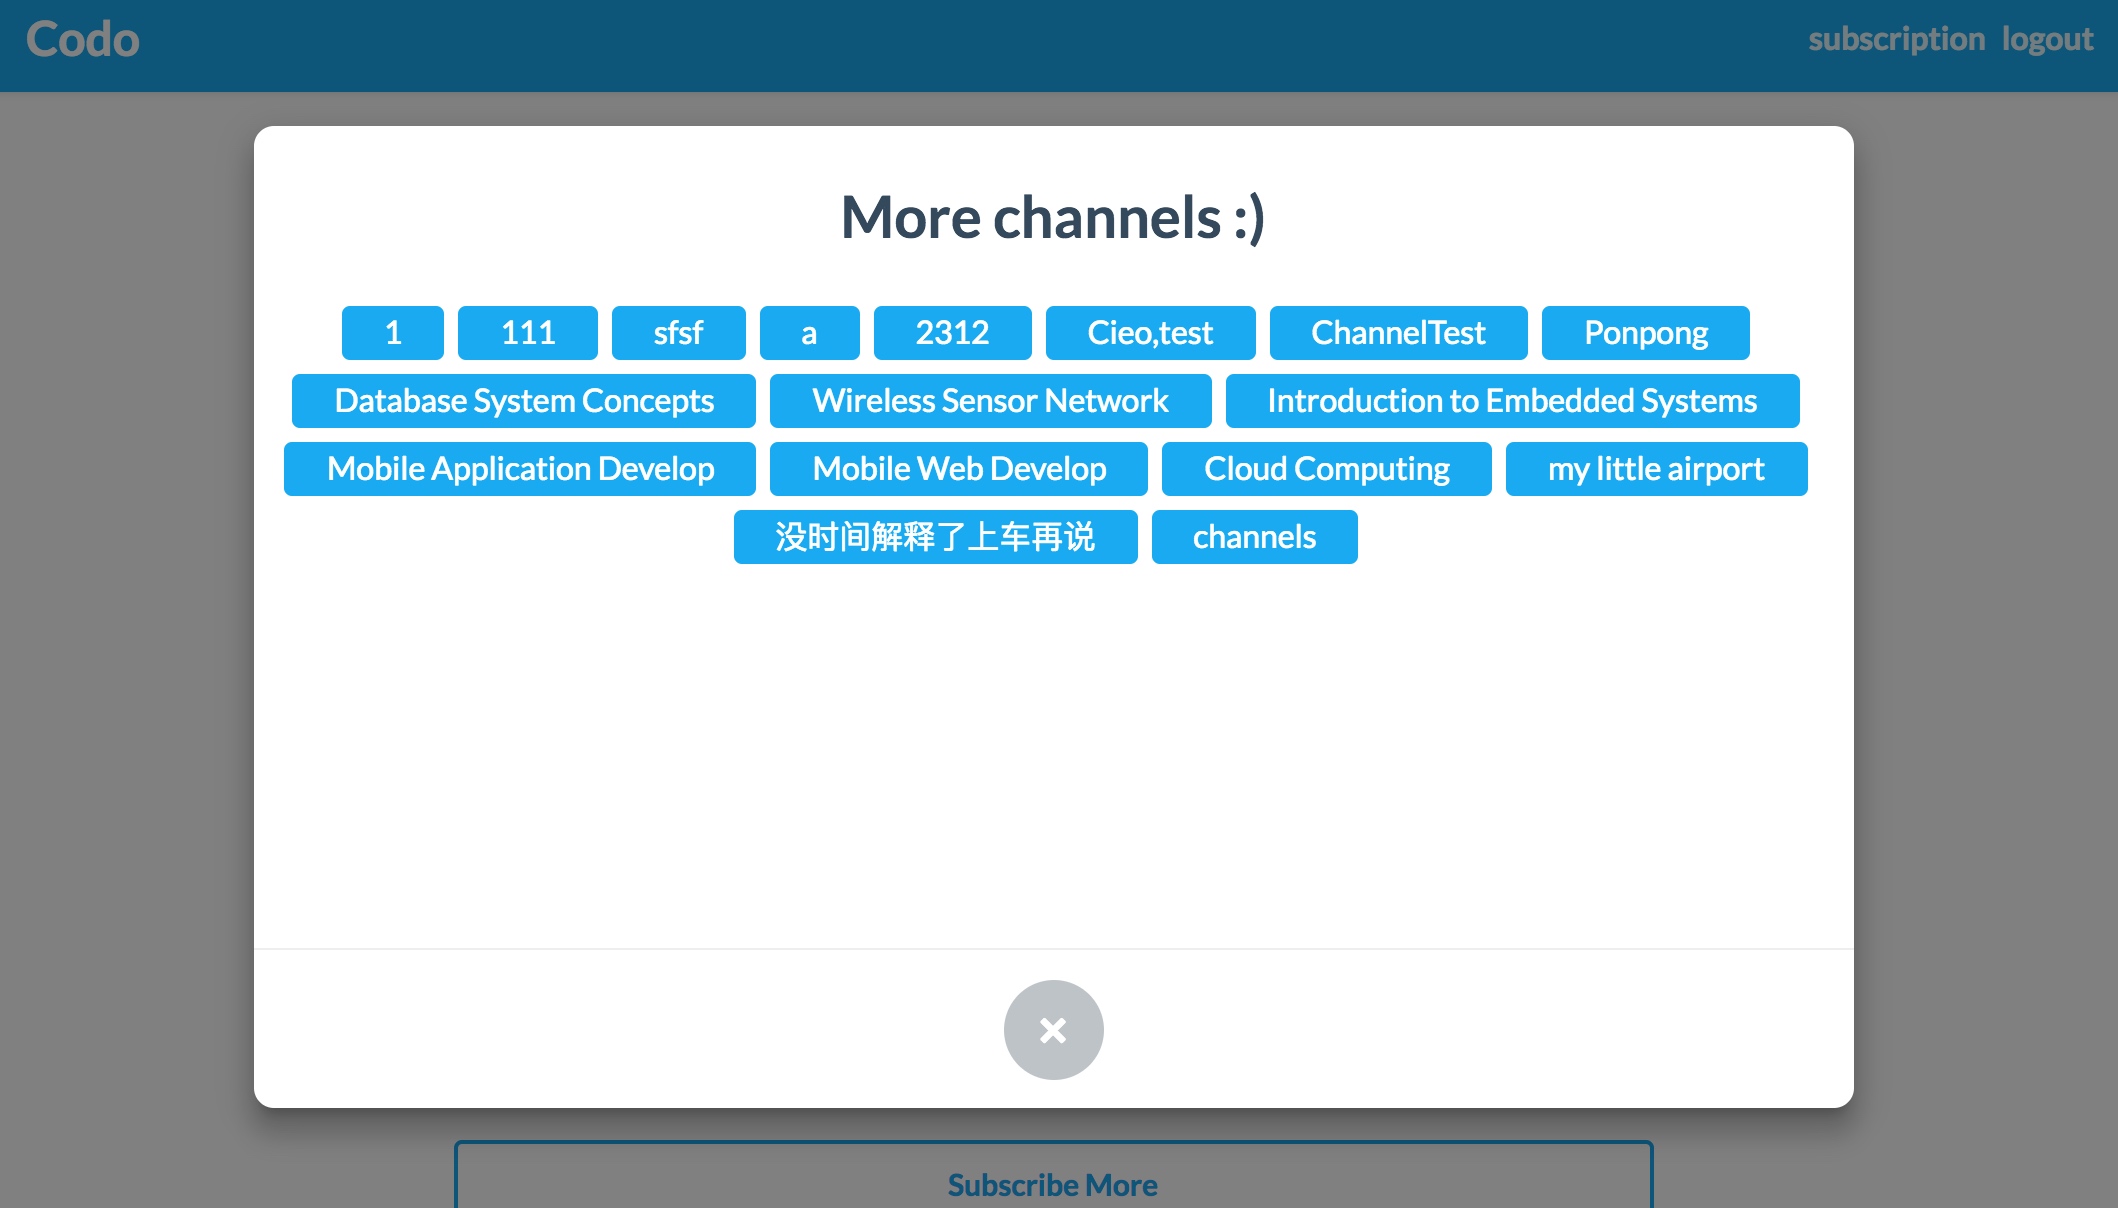 Codo subscription logout
More channels :)
1 111 sfsf a 2312 Cieo,test ChannelTest Ponpong
Database System Concepts Wireless Sensor Network Introduction to Embedded Systems
Mobile Application Develop Mobile Web Develop Cloud Computing my little airport
没时间解释了上车再说 channels
Subscribe More